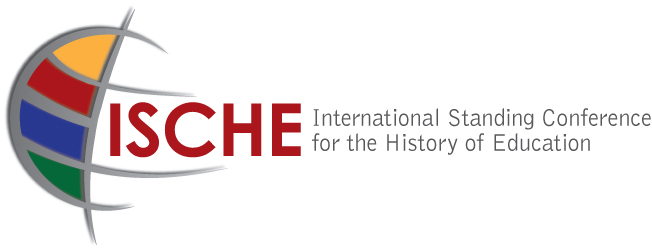 ISCHE
International Standing Conference
for the History of Education